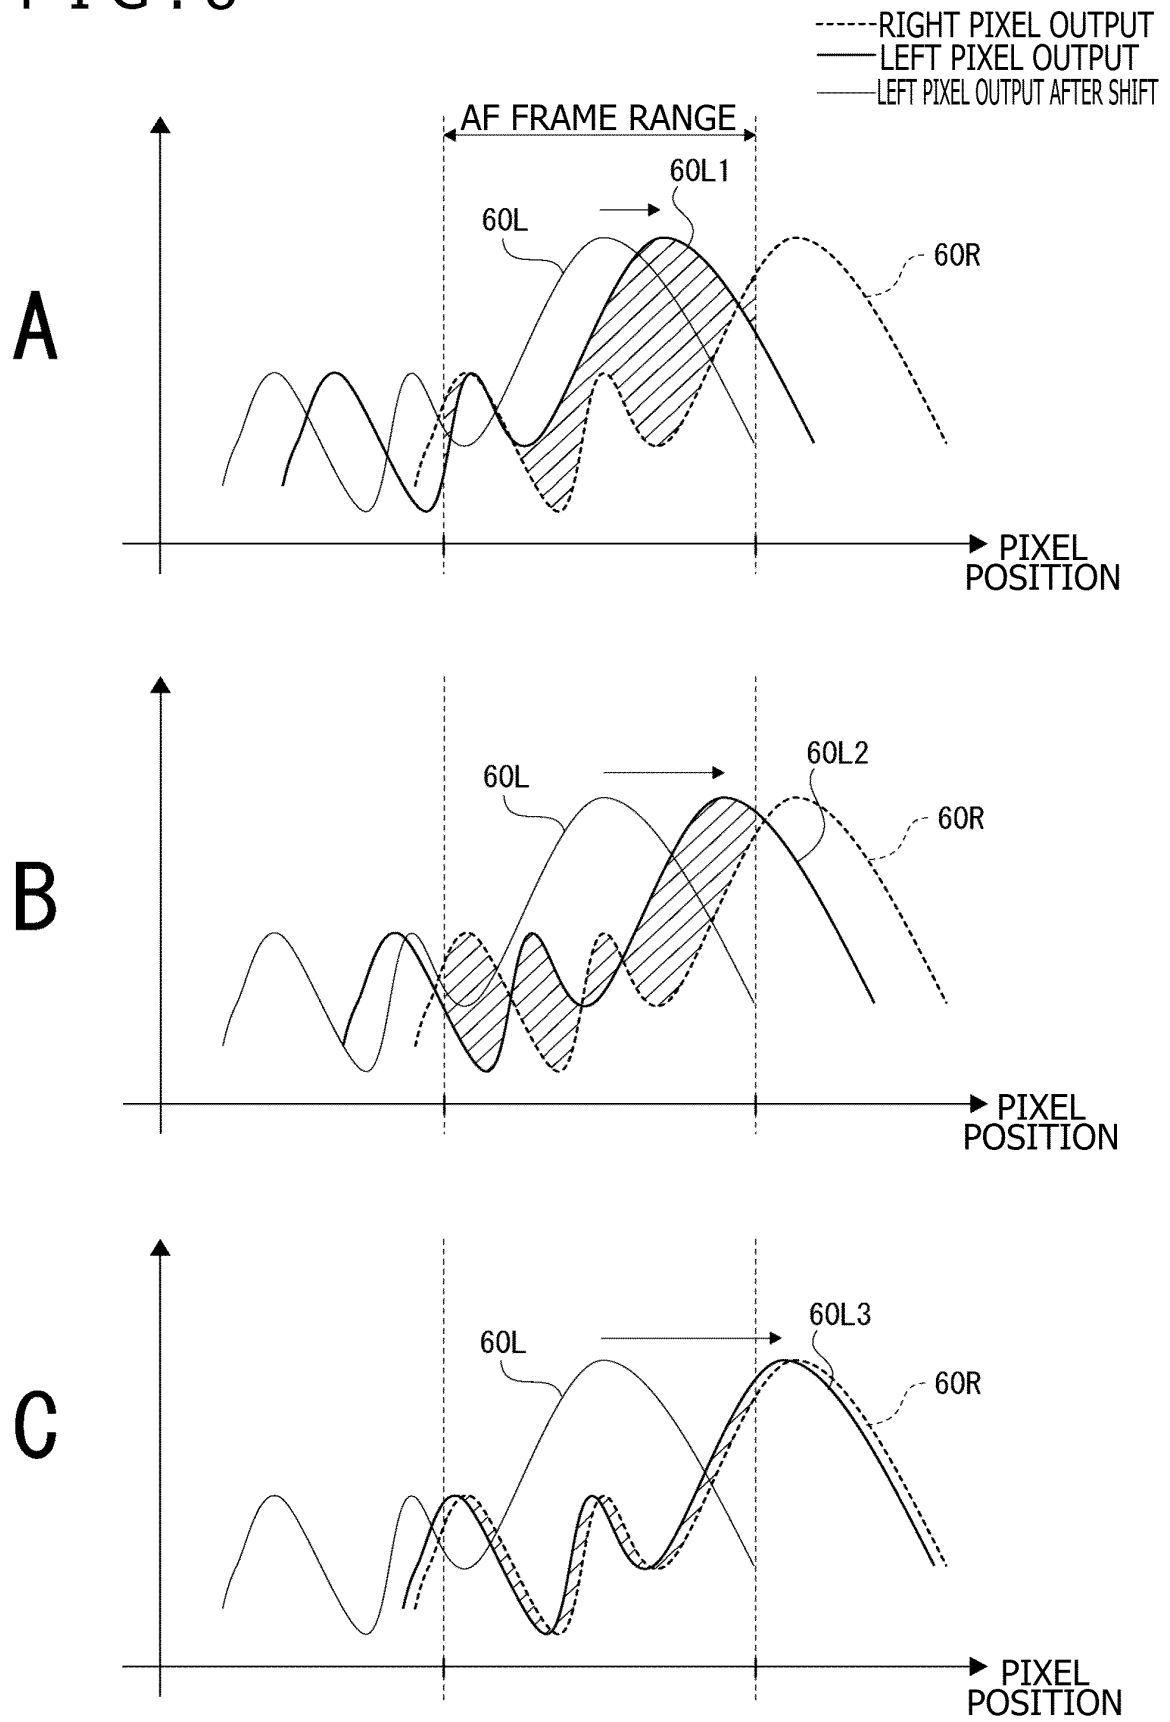 RIGHT PIXEL OUTPUT
LEFT PIXEL OUTPUT
LEFT PIXEL OUTPUT AFTER SHIFT
AF FRAME RANGE
A
60L
60L1
60R
PIXEL
POSITION
B
60L
60L2
60R
PIXEL
POSITION
C
60L
60L3
60R
PIXEL
POSITION